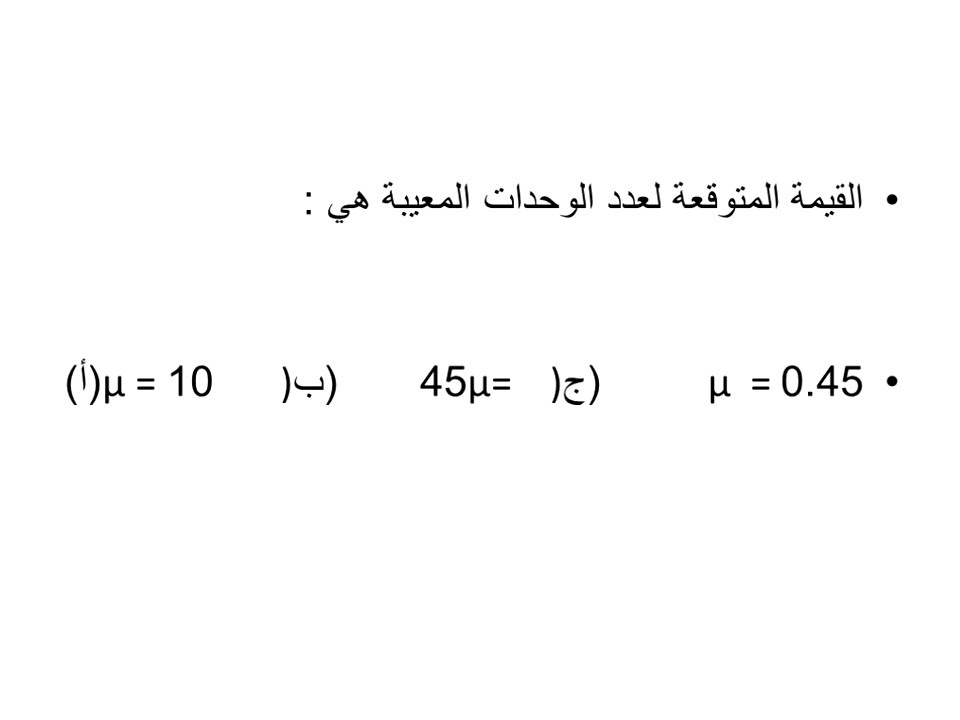 • القيمة المتوقعة لعدد الوحدات المعيبة هي :
• (أ)μ = 10 (ب) 45μ= (ج) μ = 0.45